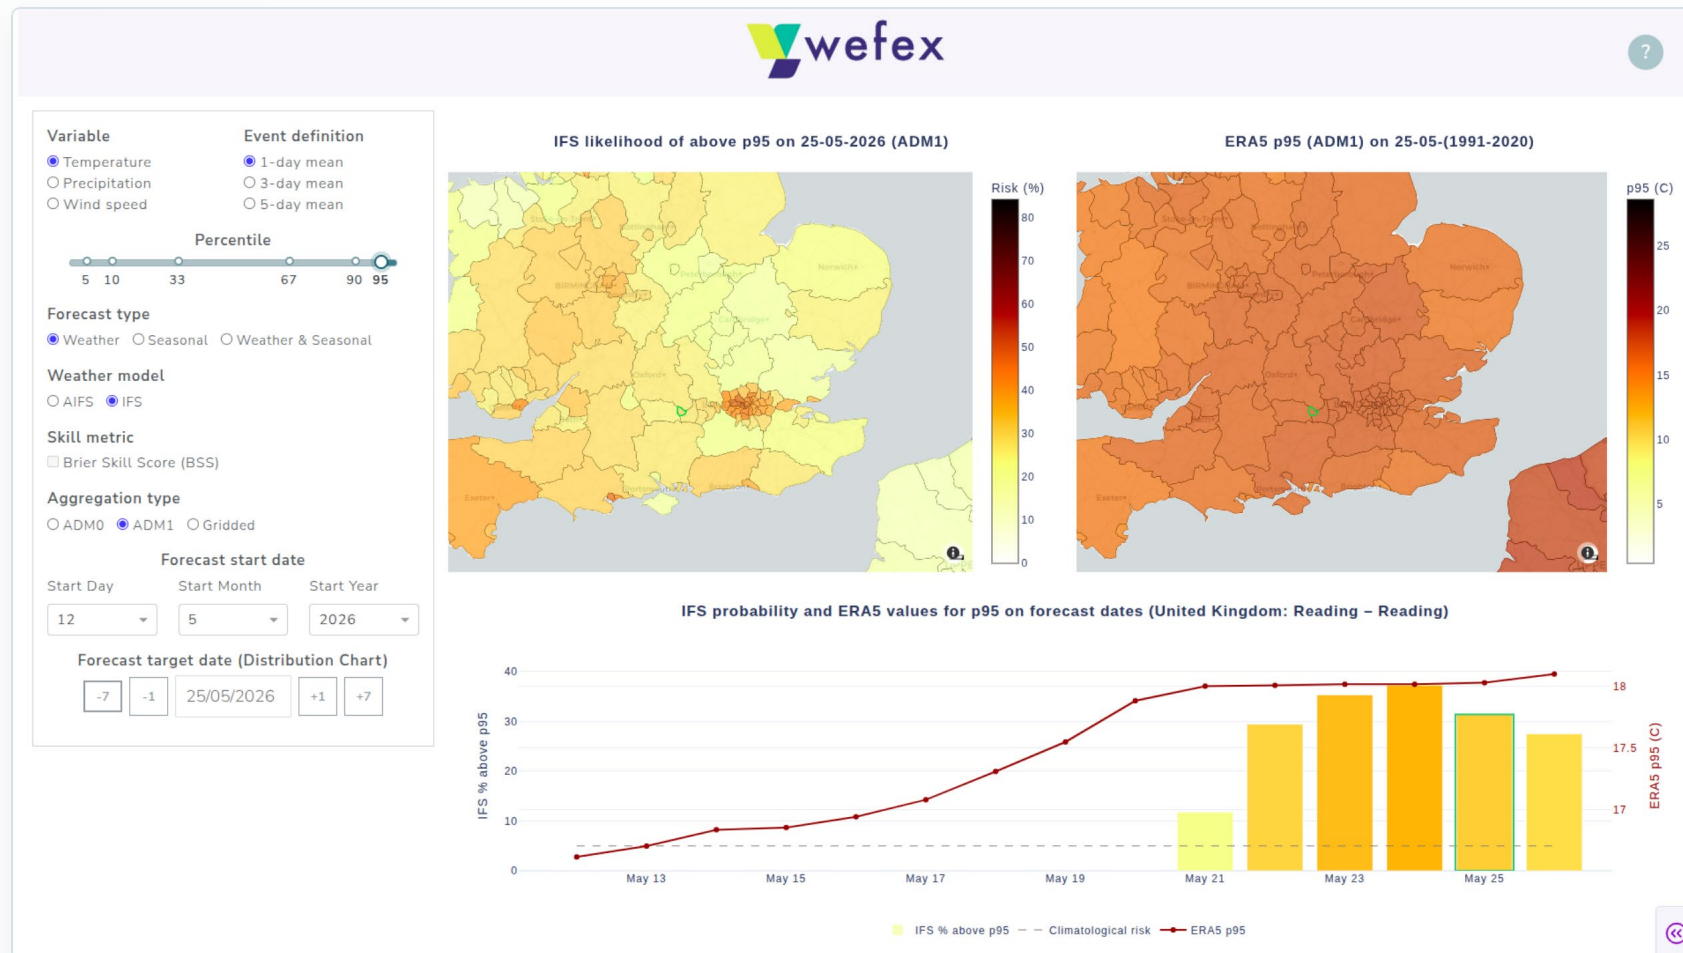 wefex
?
Variable
Event definition
Temperature
1-day mean
Precipitation
3-day mean
Wind speed
5-day mean
Percentile
5 10 33 67 90 95
Forecast type
Weather Seasonal Weather & Seasonal
Weather model
AIFS IFS
Skill metric
Brier Skill Score (BSS)
Aggregation type
ADM0 ADM1 Gridded
Forecast start date
Start Day Start Month Start Year
12 5 2026
Forecast target date (Distribution Chart)
-7 -1 25/05/2026 +1 +7
IFS likelihood of above p95 on 25-05-2026 (ADM1)
Risk (%)
80
70
60
50
40
30
20
10
0
Norwich
Cambridge
Oxford
Exeter
ERA5 p95 (ADM1) on 25-05-(1991-2020)
p95 (C)
25
20
15
10
5
Norwich
Cambridge
Oxford
Exeter
IFS probability and ERA5 values for p95 on forecast dates (United Kingdom: Reading – Reading)
IFS % above p95
40
30
20
10
0
18
17.5
17
ERA5 p95 (C)
May 13 May 15 May 17 May 19 May 21 May 23 May 25
IFS % above p95 Climatological risk ERA5 p95